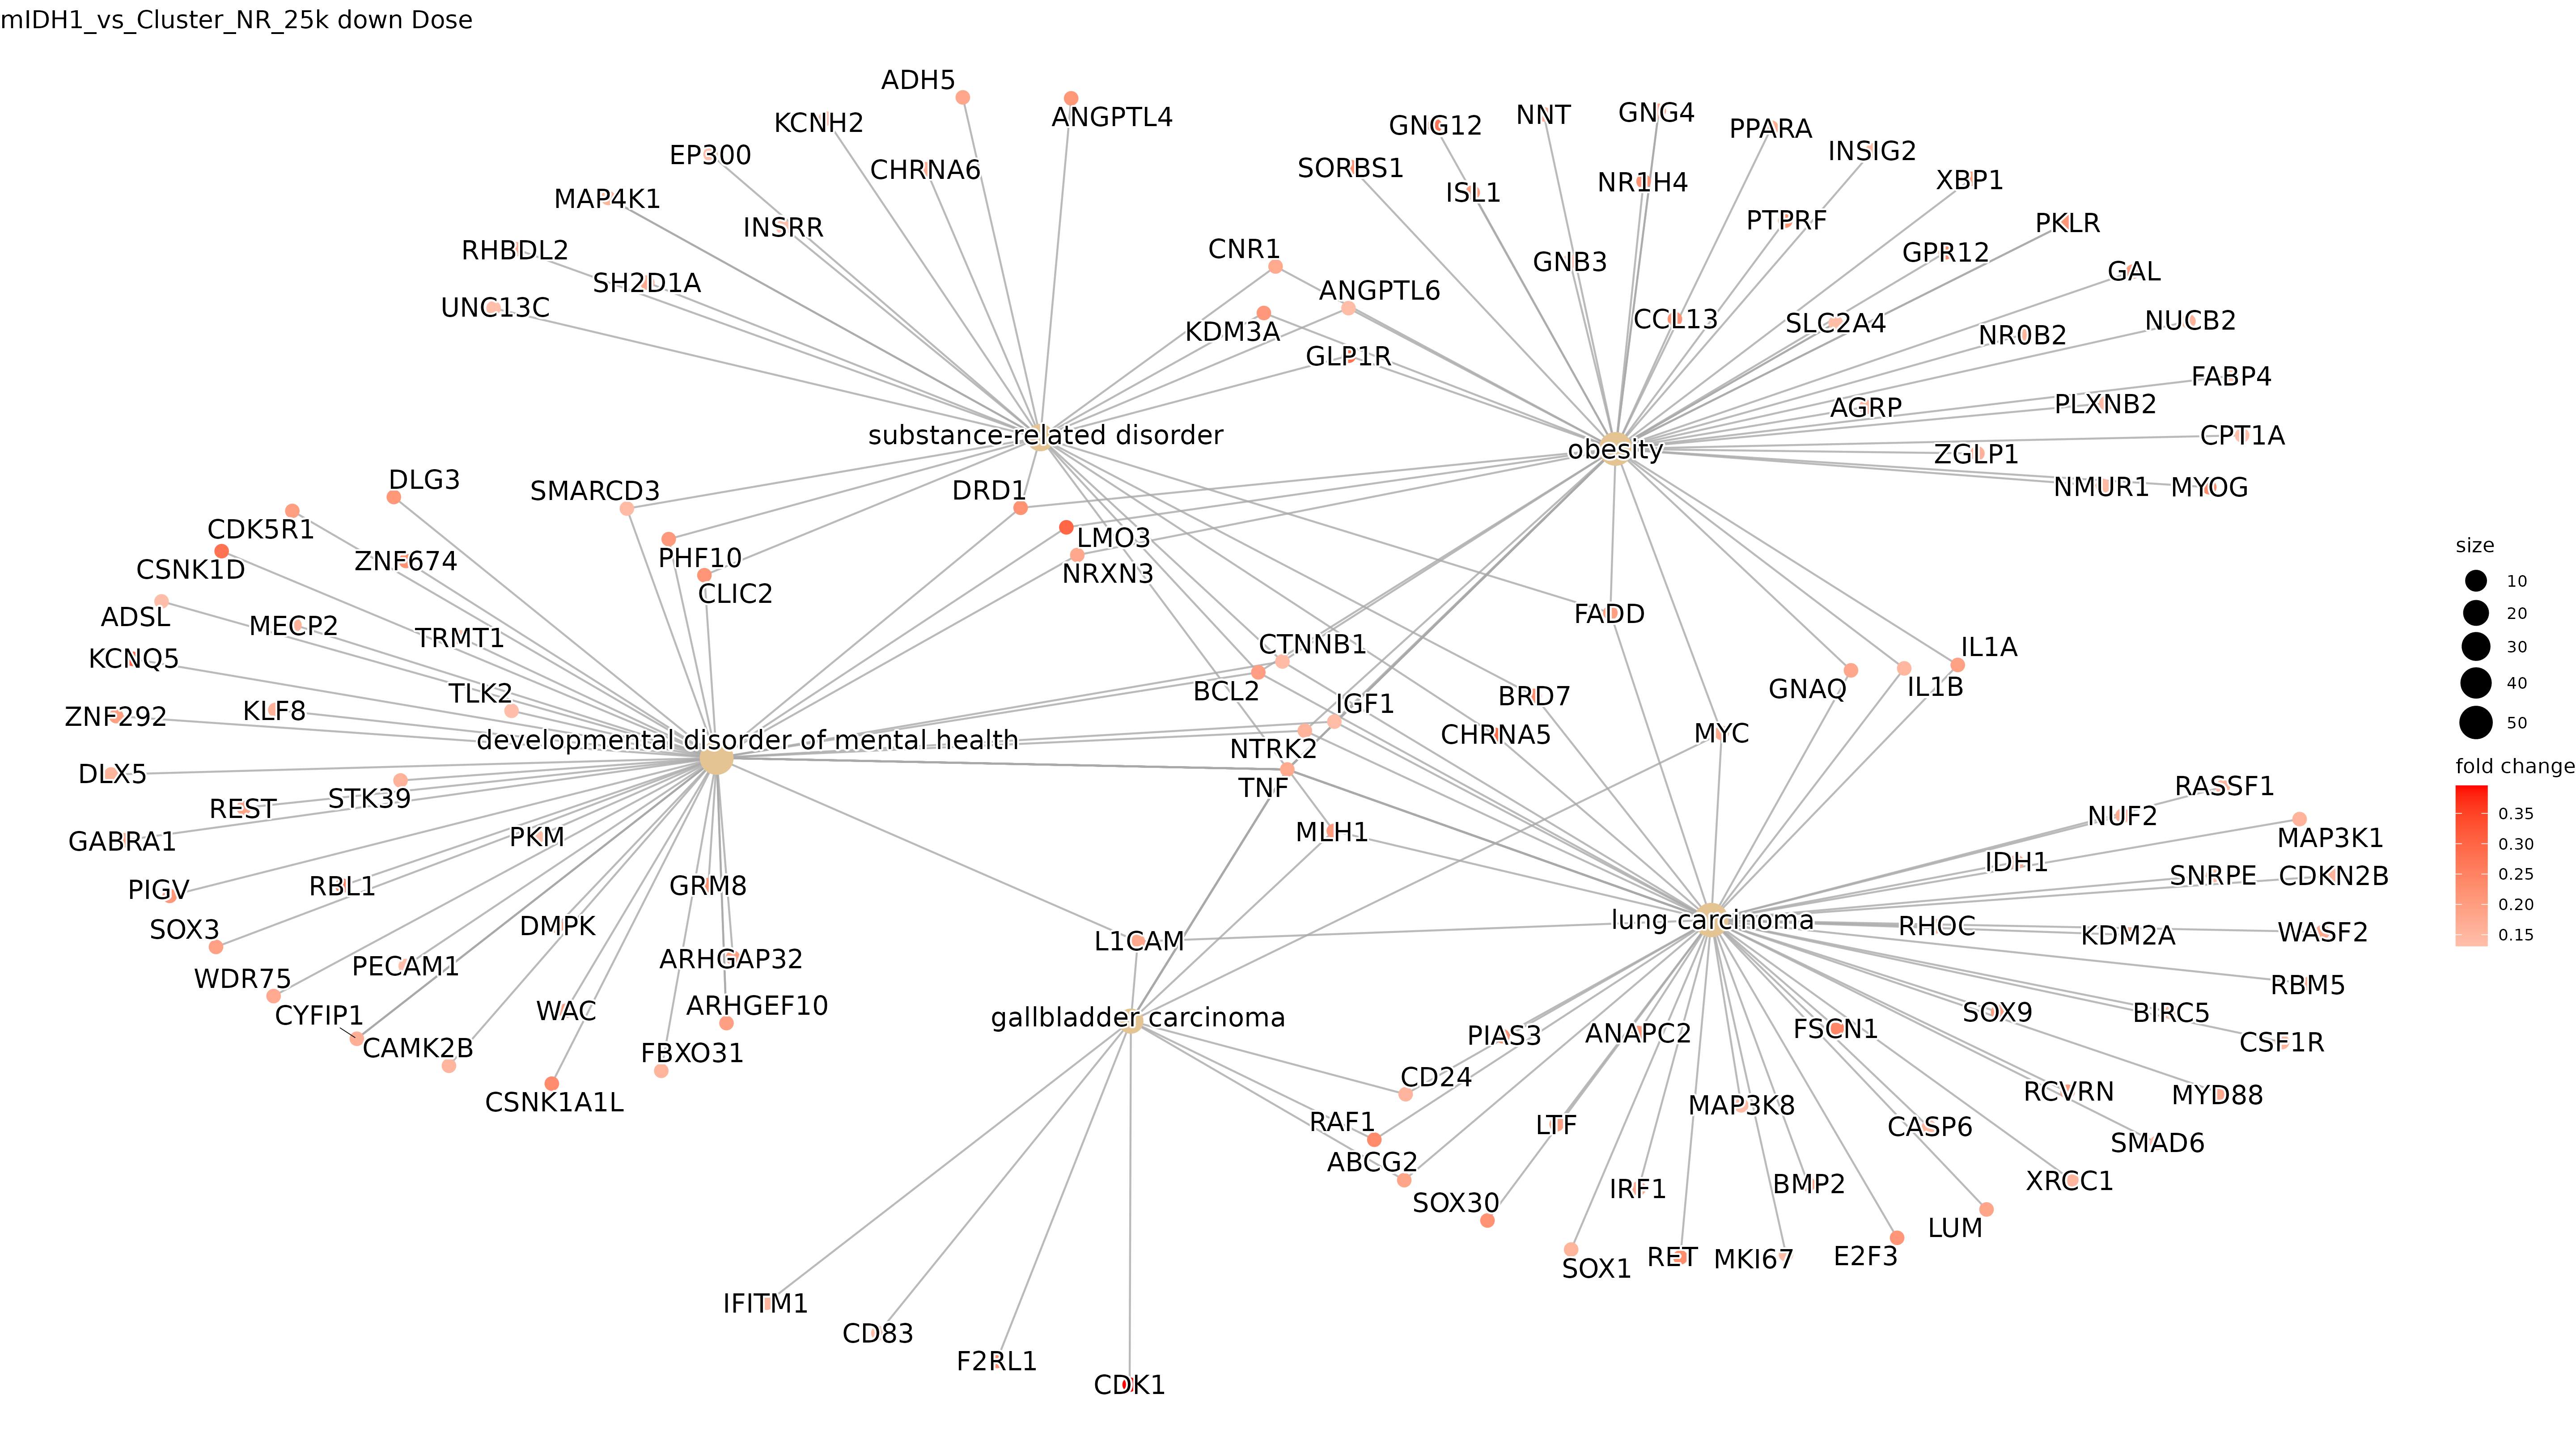 mIDH1_vs_Cluster_NR_25k down Dose
ADH5
ANGPTL4
KCNH2
EP300
CHRNA6
MAP4K1
INSRR
RHBDL2
SH2D1A
UNC13C
GNG12
NNT
GNG4
PPARA
INSIG2
SORBS1
ISL1
NR1H4
XBP1
PTPRF
PKLR
CNR1
GNB3
GPR12
GAL
ANGPTL6
KDM3A
CCL13
SLC2A4
NR0B2
NUCB2
GLP1R
FABP4
AGRP
PLXNB2
substance-related disorder
obesity
CPT1A
ZGLP1
NMUR1
MYOG
DLG3
SMARCD3
DRD1
CDK5R1
LMO3
CSNK1D
ZNF674
PHF10
NRXN3
CLIC2
ADSL
MECP2
TRMT1
FADD
KCNQ5
CTNNB1
IL1A
TLK2
BCL2
BRD7
GNAQ
IL1B
ZNF292
KLF8
IGF1
developmental disorder of mental health
NTRK2
CHRNA5
MYC
DLX5
STK39
TNF
REST
RASSF1
GABRA1
PKM
MLH1
NUF2
MAP3K1
PIGV
RBL1
GRM8
IDH1
SNRPE
CDKN2B
SOX3
DMPK
L1CAM
lung carcinoma
RHOC
KDM2A
WASF2
WDR75
PECAM1
ARHGAP32
RBM5
CYFIP1
WAC
ARHGEF10
gallbladder carcinoma
PIAS3
ANAPC2
FSCN1
SOX9
BIRC5
CAMK2B
FBXO31
CSF1R
CSNK1A1L
CD24
RCVRN
MYD88
RAF1
LTF
MAP3K8
CASP6
SMAD6
ABCG2
SOX30
IRF1
BMP2
XRCC1
LUM
SOX1
RET
MKI67
E2F3
IFITM1
CD83
F2RL1
CDK1
size
10
20
30
40
50
fold change
0.35
0.30
0.25
0.20
0.15